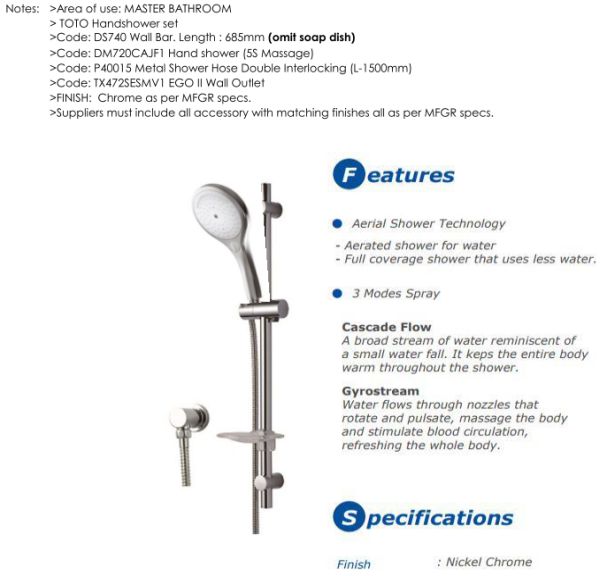 Notes: >Area of use: MASTER BATHROOM
> TOTO Handshower set
>Code: DS740 Wall Bar. Length : 685mm (omit soap dish)
>Code: DM720CAJF1 Hand shower (5S Massage)
>Code: P40015 Metal Shower Hose Double Interlocking (L-1500mm)
>Code: TX472SESMV1 EGO II Wall Outlet
>FINISH: Chrome as per MFGR specs.
>Suppliers must include all accessory with matching finishes all as per MFGR specs.
Features
● Aerial Shower Technology
- Aerated shower for water
- Full coverage shower that uses less water.
● 3 Modes Spray
Cascade Flow
A broad stream of water reminiscent of
a small water fall. It keps the entire body
warm throughout the shower.
Gyrostream
Water flows through nozzles that
rotate and pulsate, massage the body
and stimulate blood circulation,
refreshing the whole body.
Specifications
Finish : Nickel Chrome